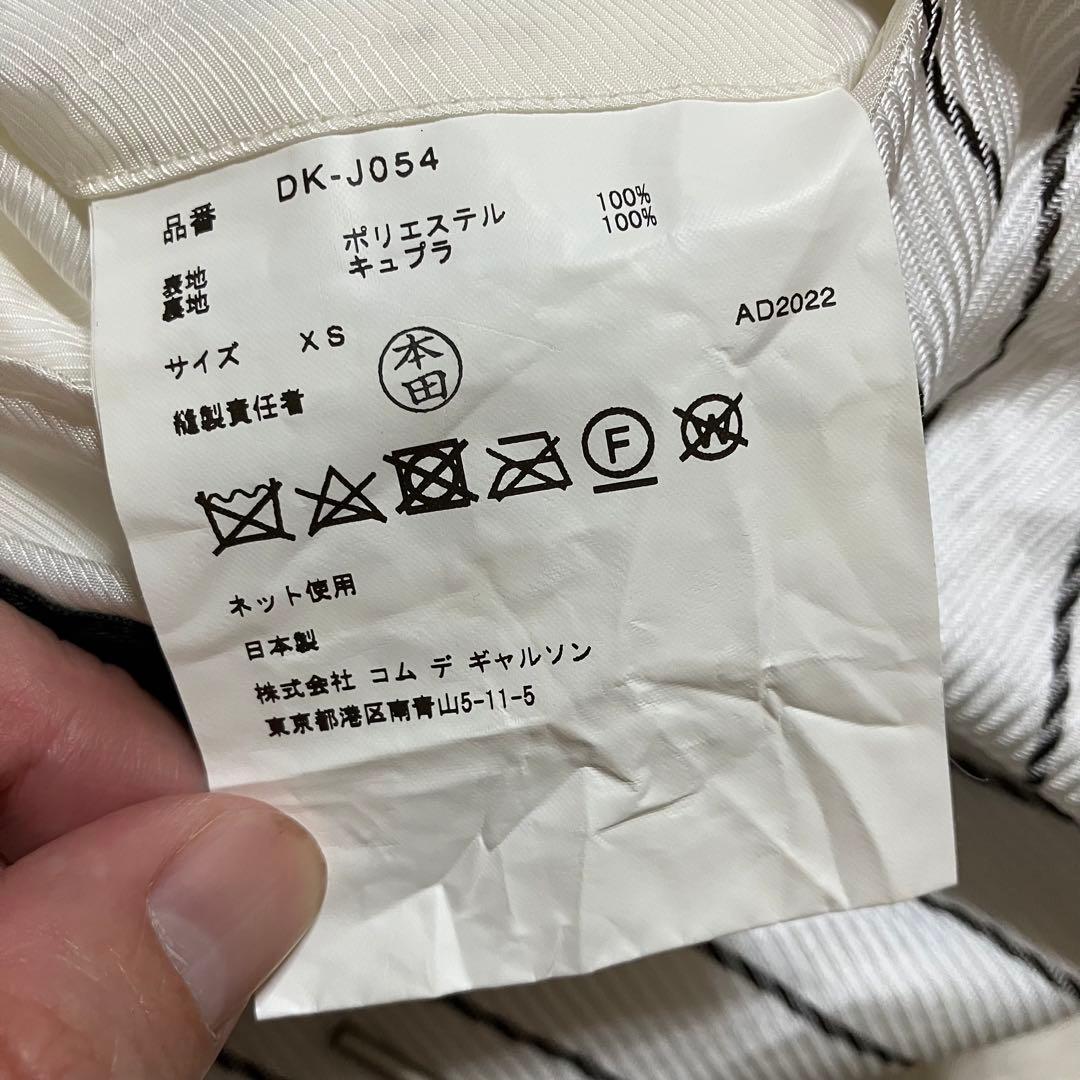 品番 DK-J054
表地 ポリエステル 100%
裏地 キュプラ 100%
サイズ XS AD2022
縫製責任者 本田
F W
ネット使用
日本製
株式会社 コム デ ギャルソン
東京都港区南青山5-11-5